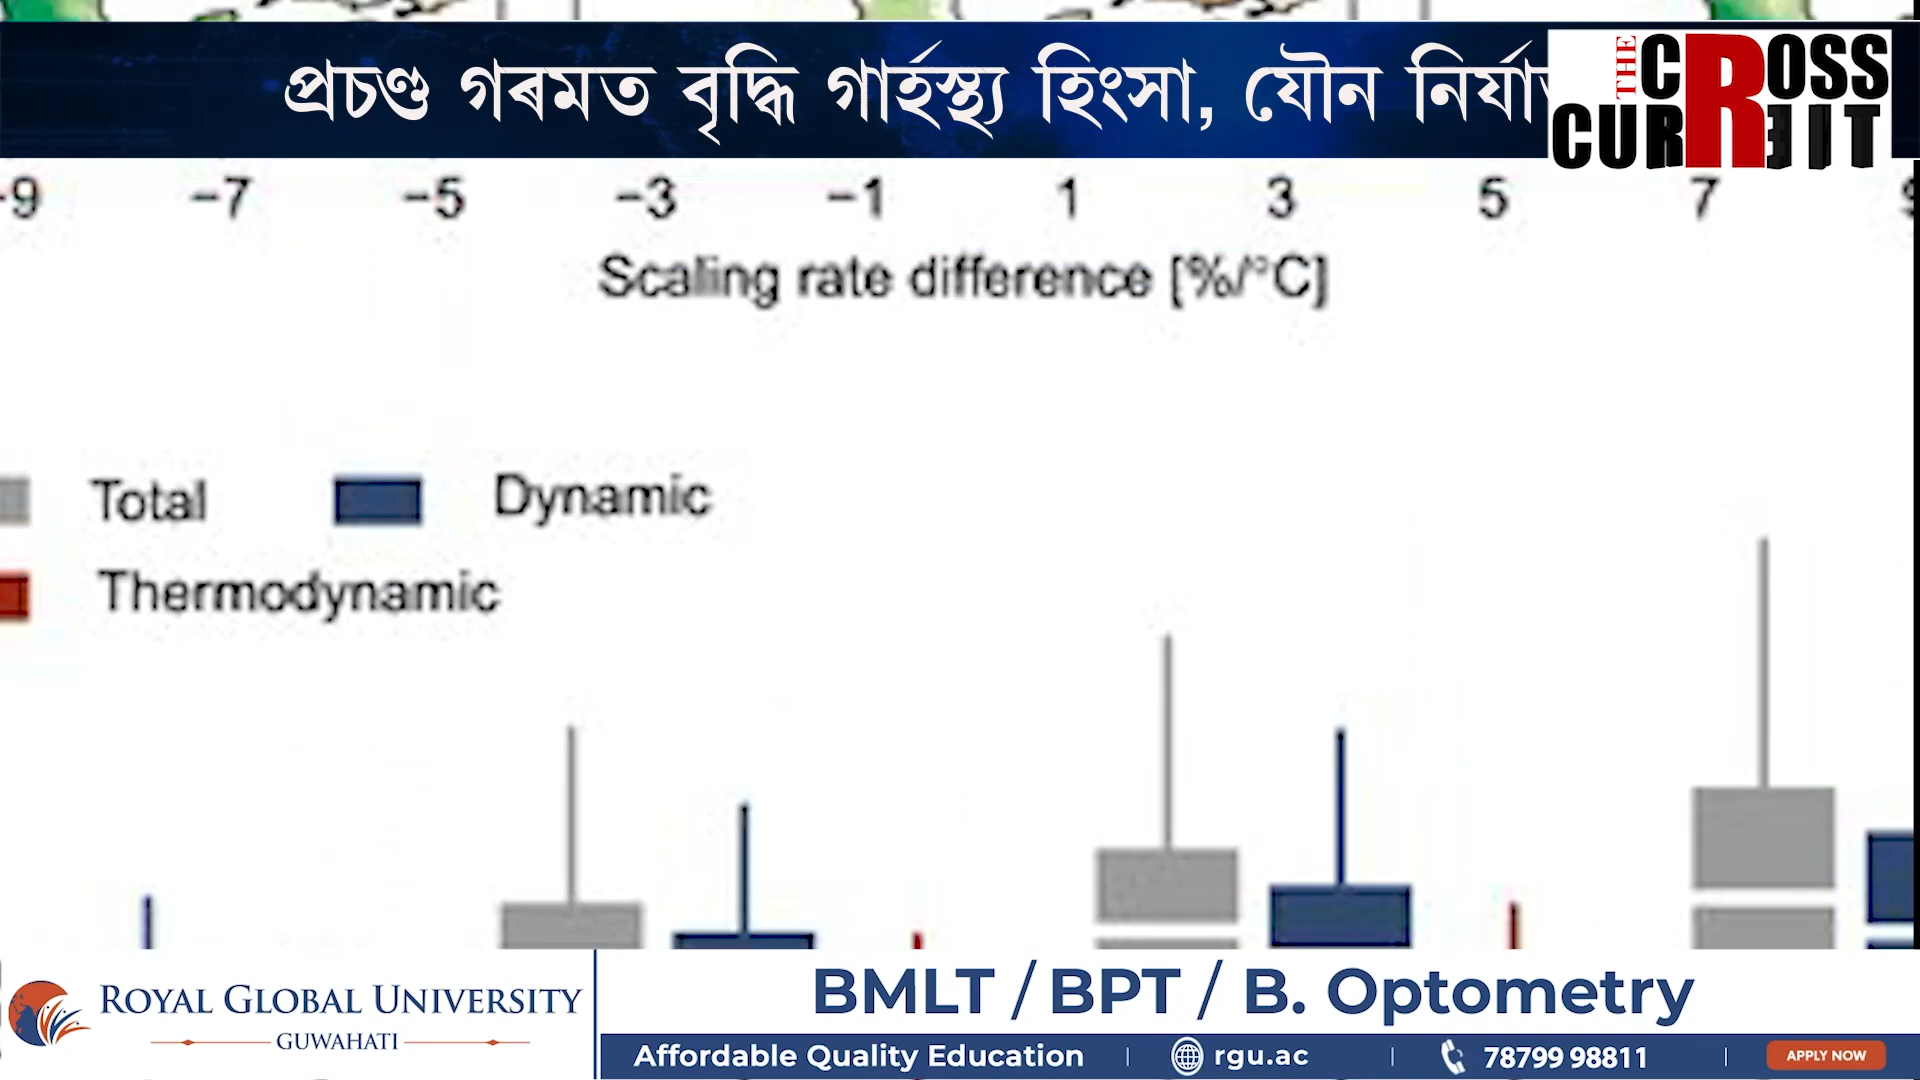 প্ৰচণ্ড গৰমত বৃদ্ধি গাৰ্হস্থ্য হিংসা, যৌন
THE CROSS
CURRENT
-9 -7 -5 -3 -1 1 3 5 7
Scaling rate difference [%/°C]
Total Dynamic
Thermodynamic
ROYAL GLOBAL UNIVERSITY
GUWAHATI
BMLT / BPT / B. Optometry
Affordable Quality Education | rgu.ac | 78799 98811 | APPLY NOW